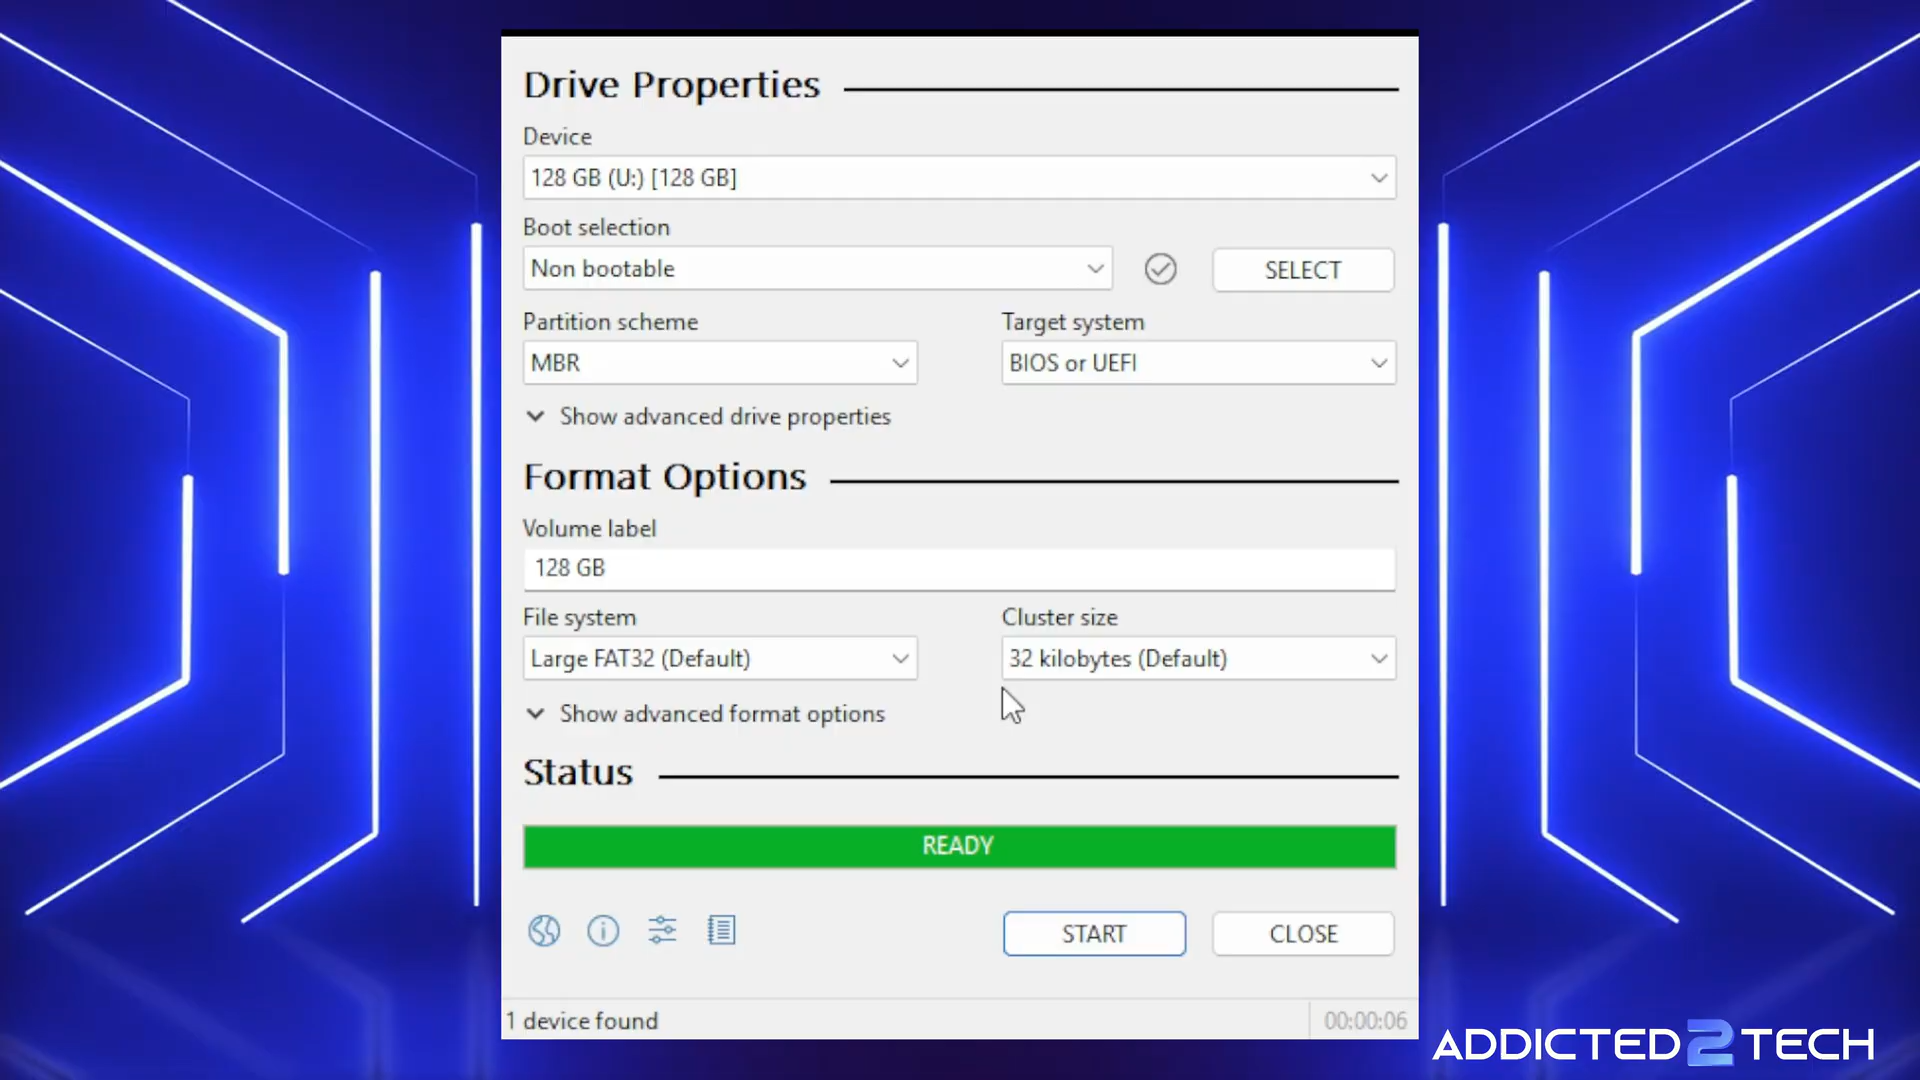 Drive Properties
Device
128 GB (U:) [128 GB]
Boot selection
Non bootable
SELECT
Partition scheme
Target system
MBR
BIOS or UEFI
Show advanced drive properties
Format Options
Volume label
128 GB
File system
Cluster size
Large FAT32 (Default)
32 kilobytes (Default)
Show advanced format options
Status
READY
START
CLOSE
1 device found
00:00:06
ADDICTED2TECH